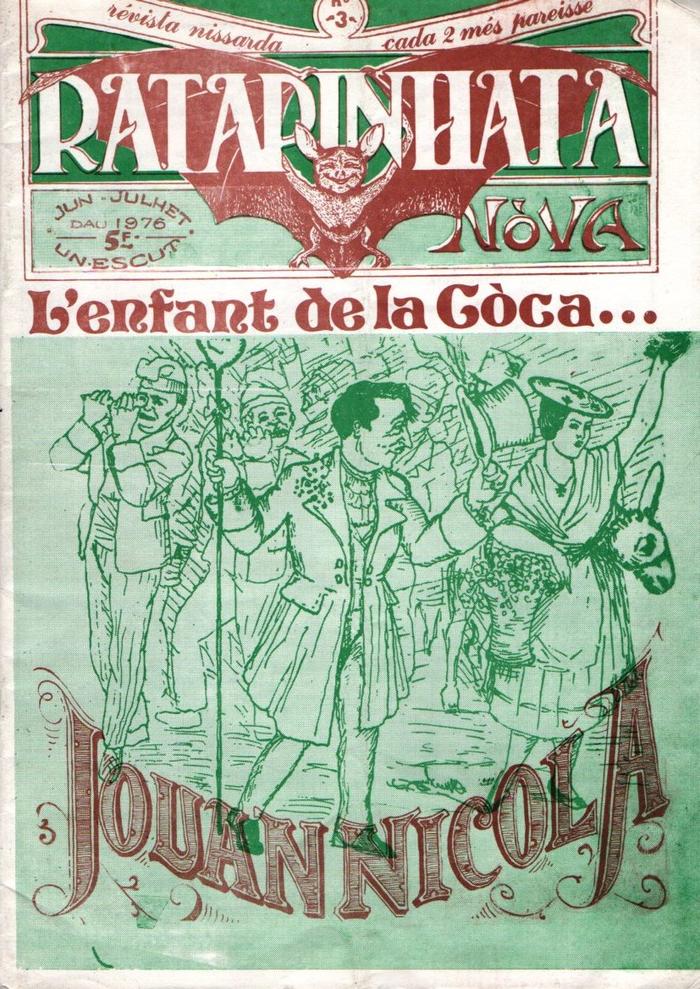 révista nissarda
N°
-3-
cada 2 més pareisse
RATAPINHATA
NÒVA
JUN - JULHET
DAU 1976
5F
UN·ESCUT
L'enfant de la Còca...
JOUAN NICOLA